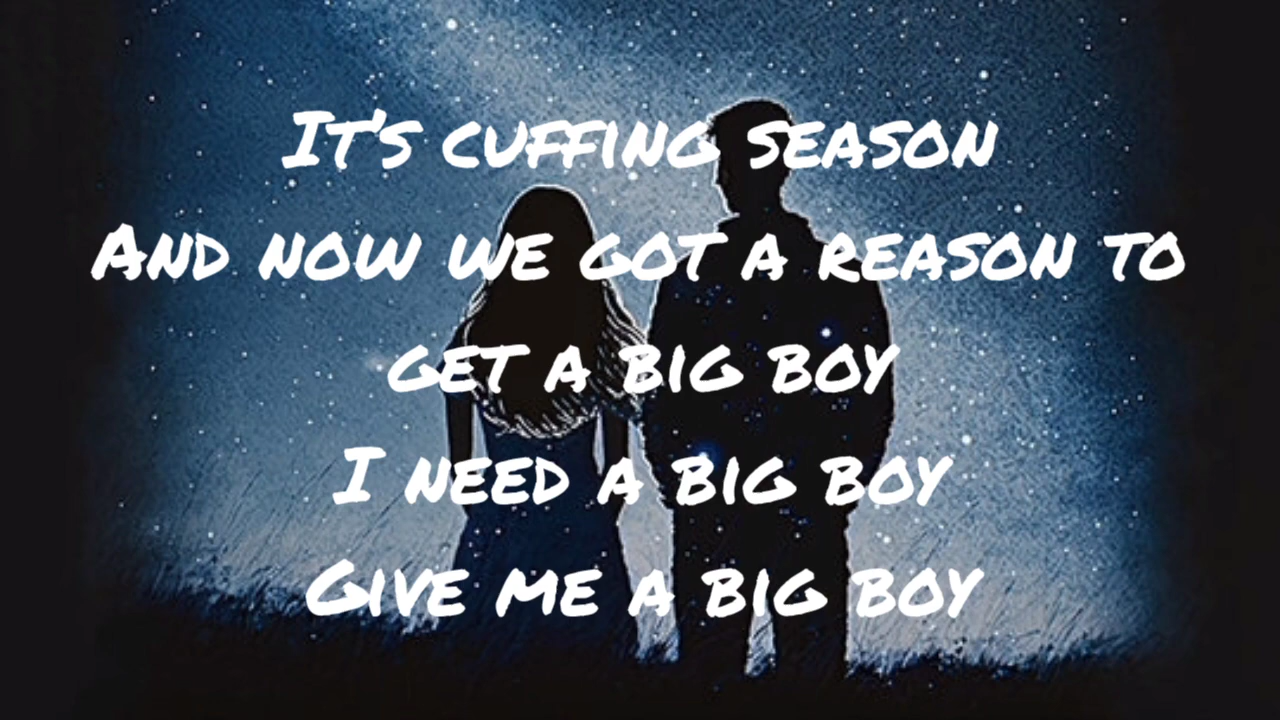 It's cuffing season
And now we got a reason to
get a big boy
I need a big boy
Give me a big boy